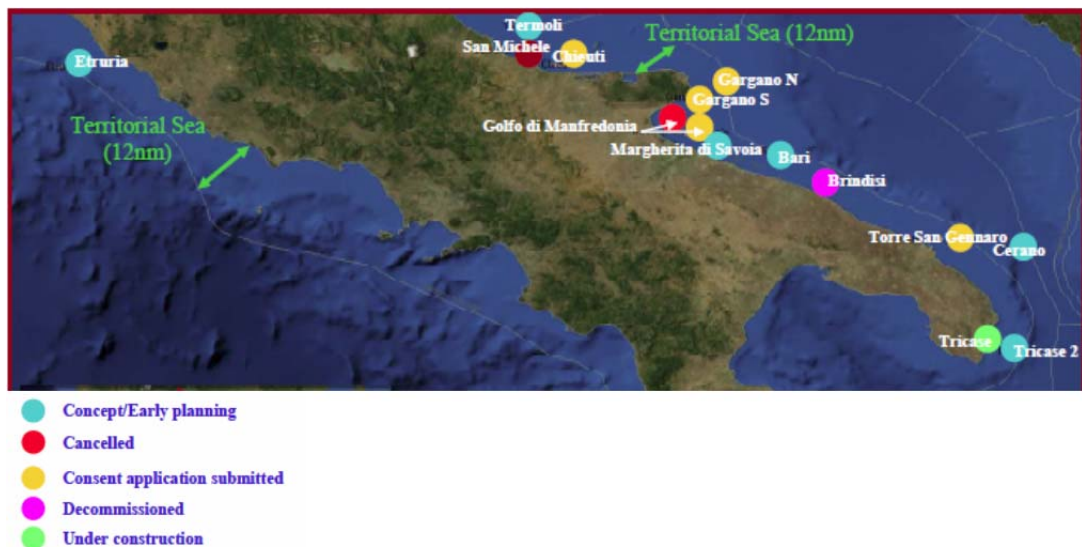 Termoli
San Michele
Chieuti
Territorial Sea (12nm)
Etruria
Gargano N
Gargano S
Territorial Sea
(12nm)
Golfo di Manfredonia
Margherita di Savoia
Bari
Brindisi
Torre San Gennaro
Cerano
Tricase
Tricase 2
Concept/Early planning
Cancelled
Consent application submitted
Decommissioned
Under construction